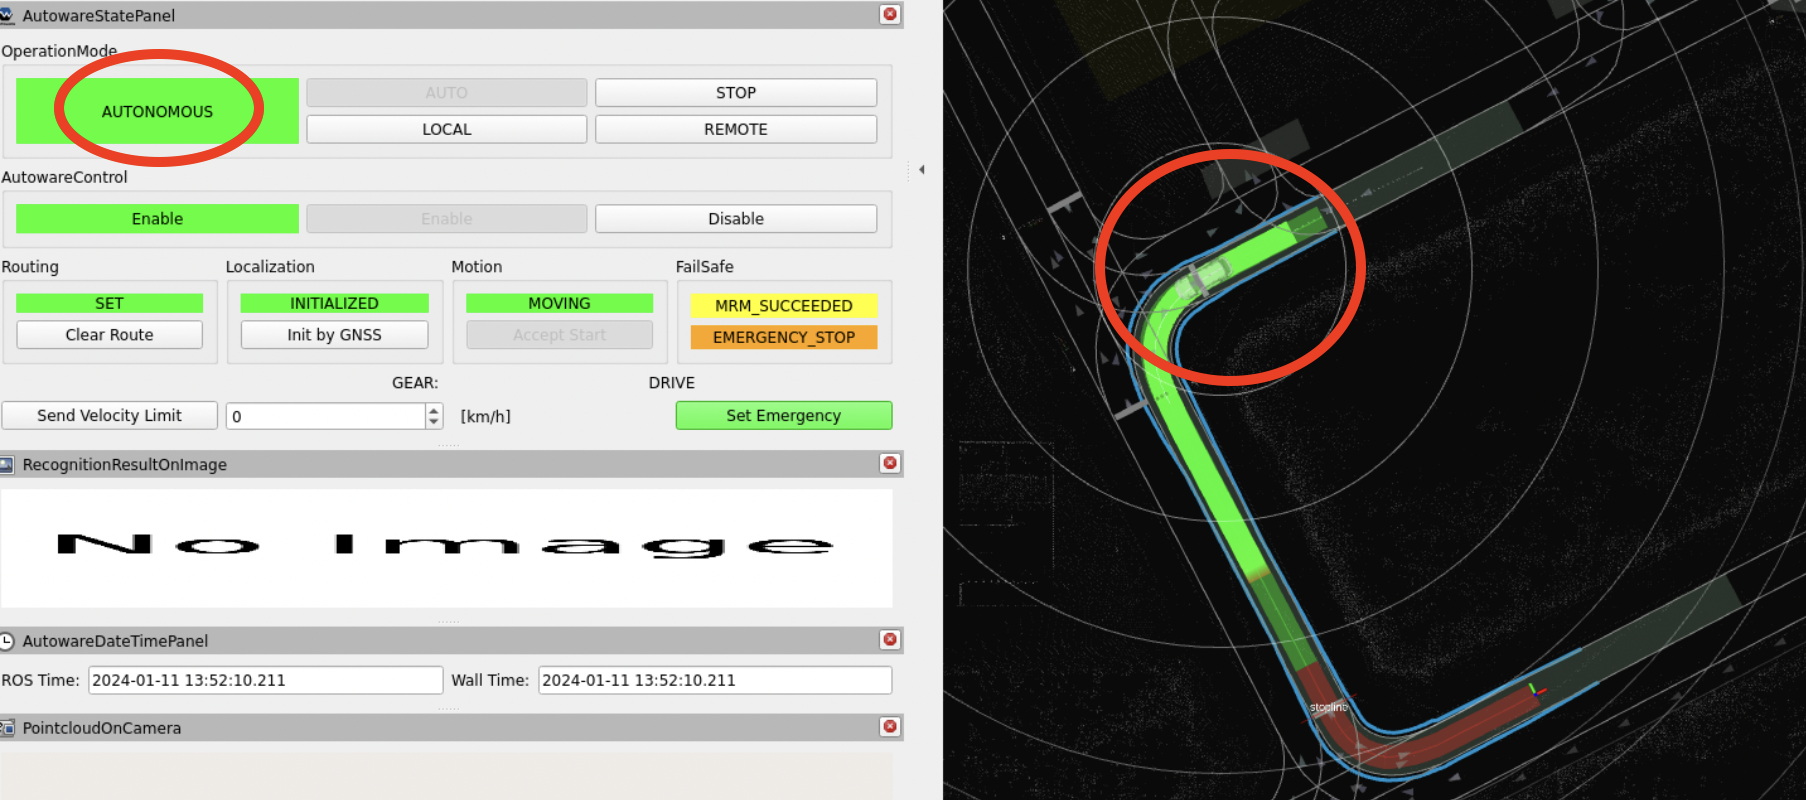 AutowareStatePanel
OperationMode
AUTONOMOUS
AUTO
STOP
LOCAL
REMOTE
AutowareControl
Enable
Enable
Disable
Routing
Localization
Motion
FailSafe
SET
INITIALIZED
MOVING
MRM_SUCCEEDED
Clear Route
Init by GNSS
Accept Start
EMERGENCY_STOP
GEAR:
DRIVE
Send Velocity Limit
0
[km/h]
Set Emergency
RecognitionResultOnImage
No Image
AutowareDateTimePanel
ROS Time:
2024-01-11 13:52:10.211
Wall Time:
2024-01-11 13:52:10.211
PointcloudOnCamera
stopline